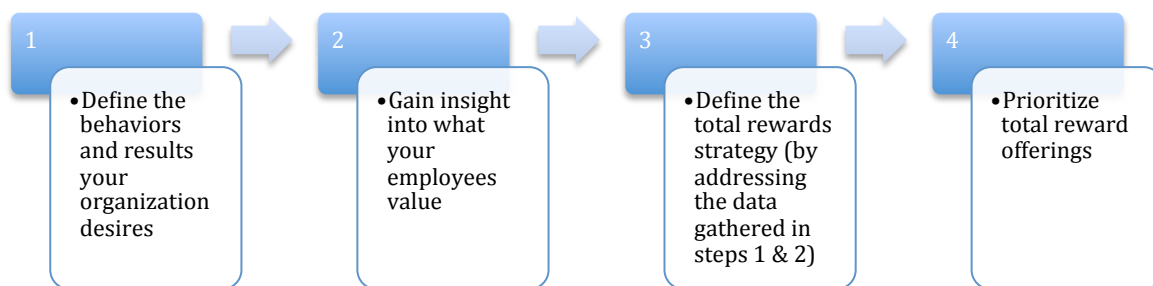 1
•Define the
behaviors
and results
your
organization
desires
2
•Gain insight
into what
your
employees
value
3
•Define the
total rewards
strategy (by
addressing
the data
gathered in
steps 1 & 2)
4
•Prioritize
total reward
offerings